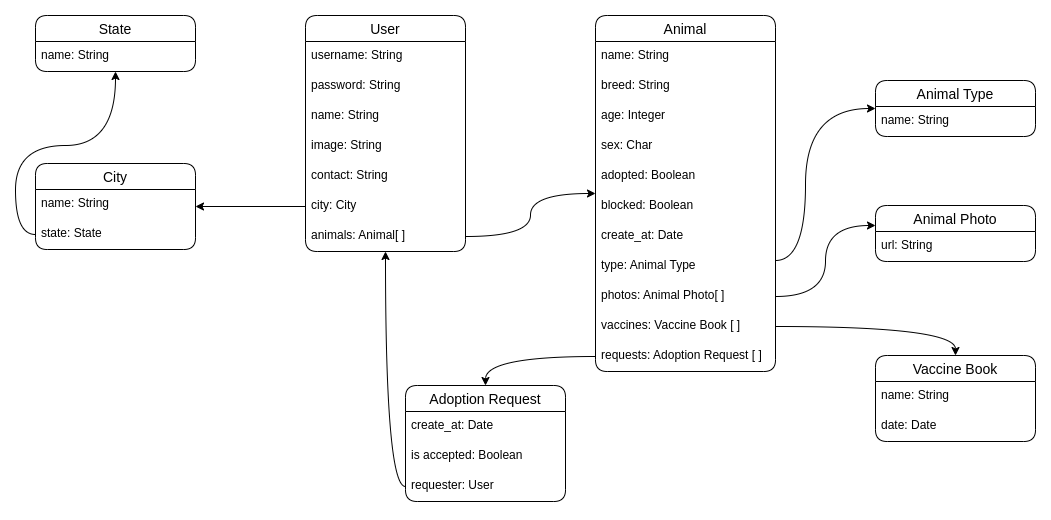 State
name: String
City
name: String
state: State
User
username: String
password: String
name: String
image: String
contact: String
city: City
animals: Animal[ ]
Adoption Request
create_at: Date
is accepted: Boolean
requester: User
Animal
name: String
breed: String
age: Integer
sex: Char
adopted: Boolean
blocked: Boolean
create_at: Date
type: Animal Type
photos: Animal Photo[ ]
vaccines: Vaccine Book [ ]
requests: Adoption Request [ ]
Animal Type
name: String
Animal Photo
url: String
Vaccine Book
name: String
date: Date